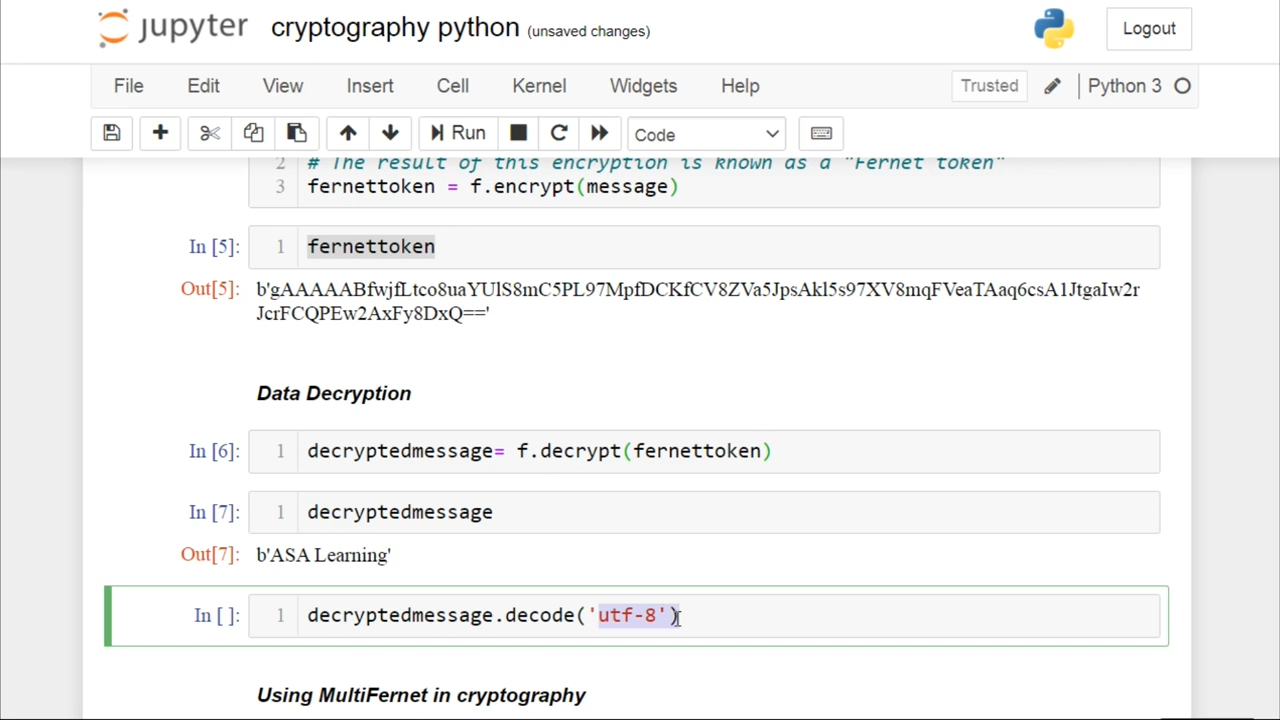 jupyter cryptography python (unsaved changes) Logout
File Edit View Insert Cell Kernel Widgets Help Trusted Python 3
Run Code
2 # The result of this encryption is known as a "Fernet token"
3 fernettoken = f.encrypt(message)
In [5]: 1 fernettoken
Out[5]: b'gAAAAABfwjfLtco8uaYUlS8mC5PL97MpfDCKfCV8ZVa5JpsAkl5s97XV8mqFVeaTAaq6csA1JtgaIw2r
JcrFCQPEw2AxFy8DxQ=='
Data Decryption
In [6]: 1 decryptedmessage= f.decrypt(fernettoken)
In [7]: 1 decryptedmessage
Out[7]: b'ASA Learning'
In [ ]: 1 decryptedmessage.decode('utf-8')
Using MultiFernet in cryptography